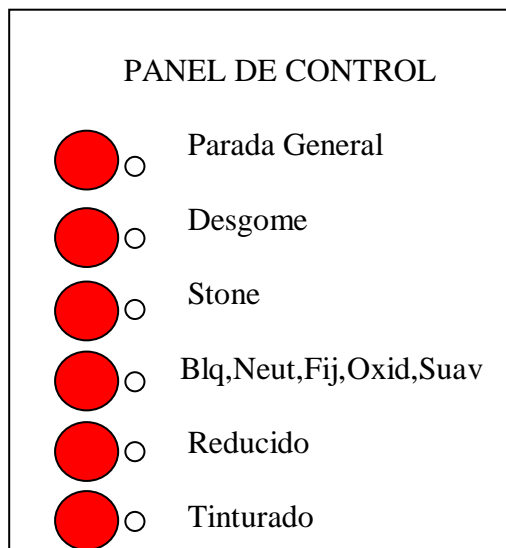 PANEL DE CONTROL
Parada General
Desgome
Stone
Blq,Neut,Fij,Oxid,Suav
Reducido
Tinturado